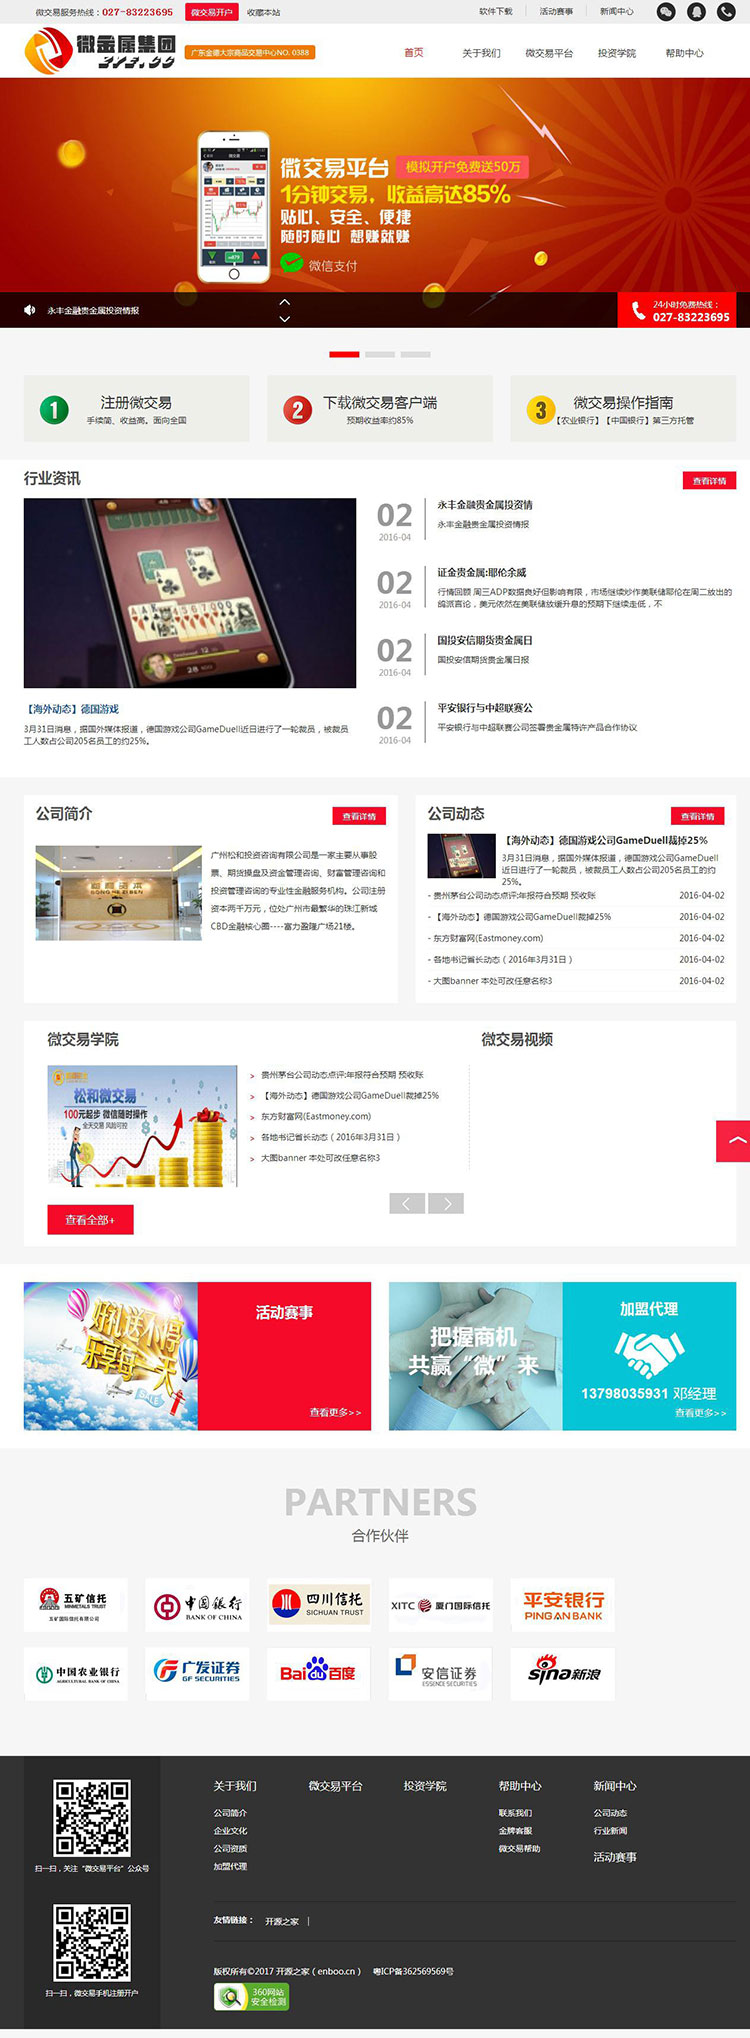 微交易服务热线：027-83223695 微交易开户 收藏本站 软件下载 活动赛事 新闻中心
微金属集团 广东金德大宗商品交易中心NO. 0388 首页 关于我们 微交易平台 投资学院 帮助中心
微交易平台 模拟开户免费送50万
1分钟交易，收益高达85%
贴心、安全、便捷
随时随心 想赚就赚
微信支付
永丰金融贵金属投资情报
24小时免费热线：
027-83223695
1 注册微交易
手续简、收益高。面向全国
2 下载微交易客户端
预期收益率约85%
3 微交易操作指南
【农业银行】【中国银行】第三方托管
行业资讯 查看详情
【海外动态】德国游戏
3月31日消息，据国外媒体报道，德国游戏公司GameDuell近日进行了一轮裁员，被裁员
工人数占公司205名员工的约25%。
02 永丰金融贵金属投资情
2016-04 永丰金融贵金属投资情报
02 证金贵金属:耶伦余威
2016-04 行情回顾 周三ADP数据良好但影响有限，市场继续炒作美联储耶伦在周二放出的
鸽派言论，美元依然在美联储放缓升息的预期下继续走低，不
02 国投安信期货贵金属日
2016-04 国投安信期货贵金属日报
02 平安银行与中超联赛公
2016-04 平安银行与中超联赛公司签署贵金属特许产品合作协议
公司简介 查看详情
广州松和投资咨询有限公司是一家主要从事股
票、期货操盘及资金管理咨询、财富管理咨询和
投资管理咨询的专业性金融服务机构。公司注册
资本两千万元，位处广州市最繁华的珠江新城
CBD金融核心圈----富力盈隆广场21楼。
公司动态 查看详情
【海外动态】德国游戏公司GameDuell裁掉25%
3月31日消息，据国外媒体报道，德国游戏公司GameDuell
近日进行了一轮裁员，被裁员工人数占公司205名员工的约
25%。
- 贵州茅台公司动态点评:年报符合预期 预收账 2016-04-02
- 【海外动态】德国游戏公司GameDuell裁掉25% 2016-04-02
- 东方财富网(Eastmoney.com) 2016-04-02
- 各地书记省长动态（2016年3月31日） 2016-04-02
- 大图banner 本处可改任意名称3 2016-04-02
微交易学院
松和微交易
100元起步 微信随时操作
全天交易 风险可控
> 贵州茅台公司动态点评:年报符合预期 预收账
> 【海外动态】德国游戏公司GameDuell裁掉25%
> 东方财富网(Eastmoney.com)
> 各地书记省长动态（2016年3月31日）
> 大图banner 本处可改任意名称3
查看全部+
微交易视频
好礼送不停
乐享每一天
活动赛事
查看更多>>
把握商机
共赢“微”来
加盟代理
13798035931 邓经理
查看更多>>
PARTNERS
合作伙伴
五矿信托
MINMETALS TRUST
五矿国际信托有限公司
中国银行
BANK OF CHINA
四川信托
SICHUAN TRUST
XITC 厦门国际信托
平安银行
PING AN BANK
中国农业银行
AGRICULTURAL BANK OF CHINA
广发证券
GF SECURITIES
Bai百度
安信证券
ESSENCE SECURITIES
sina新浪
扫一扫，关注“微交易平台”公众号
扫一扫，微交易手机注册开户
关于我们
公司简介
企业文化
公司资质
加盟代理
微交易平台
投资学院
帮助中心
联系我们
金牌客服
微交易帮助
新闻中心
公司动态
行业新闻
活动赛事
友情链接： 开源之家 |
版权所有©2017 开源之家（enboo.cn） 粤ICP备362569569号
360网站
安全检测